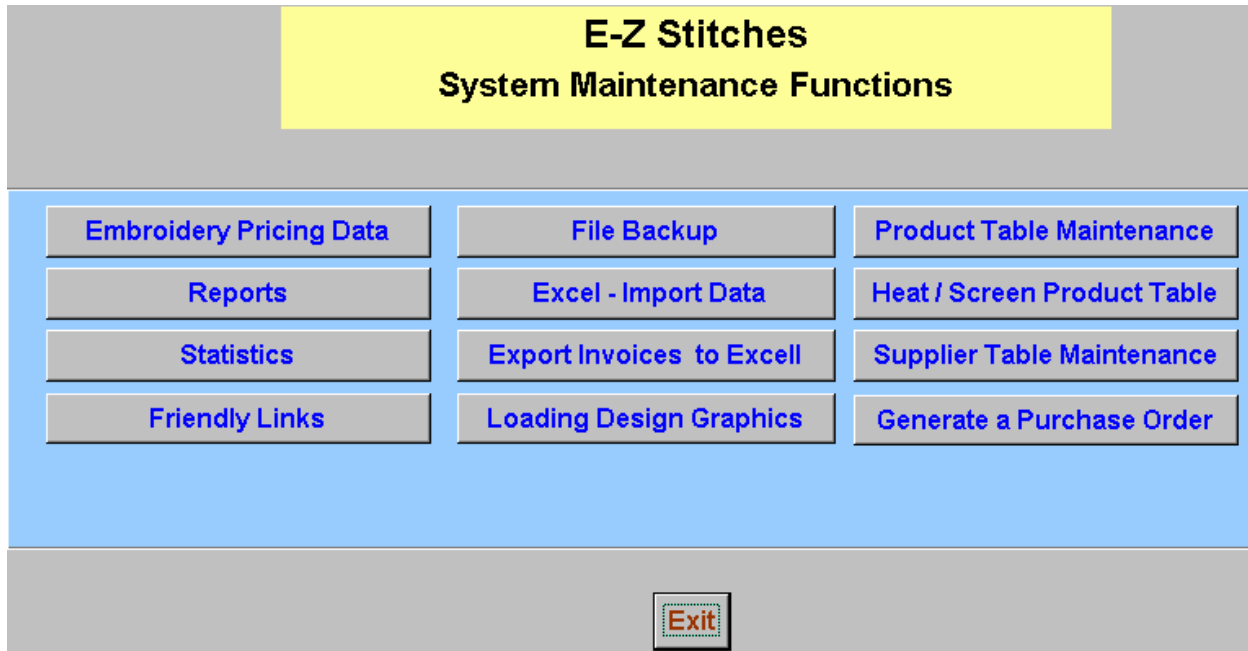 E-Z Stitches
System Maintenance Functions
Embroidery Pricing Data
File Backup
Product Table Maintenance
Reports
Excel - Import Data
Heat / Screen Product Table
Statistics
Export Invoices  to Excell
Supplier Table Maintenance
Friendly Links
Loading Design Graphics
Generate a Purchase Order
Exit